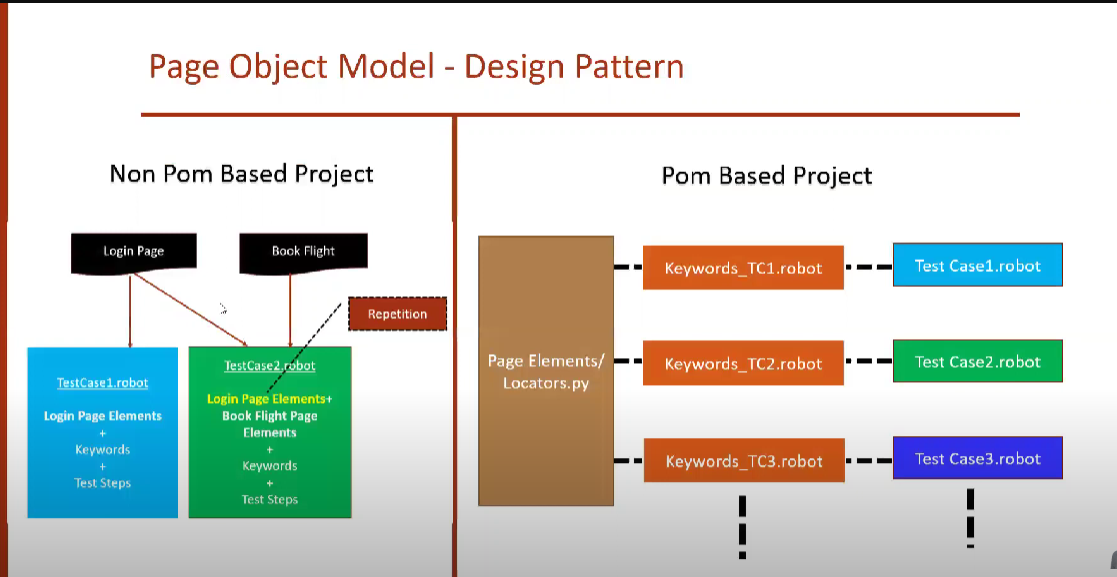 Page Object Model - Design Pattern
Non Pom Based Project
Login Page
Book Flight
Repetition
TestCase1.robot
Login Page Elements
+
Keywords
+
Test Steps
TestCase2.robot
Login Page Elements+
Book Flight Page
Elements
+
Keywords
+
Test Steps
Pom Based Project
Page Elements/
Locators.py
Keywords_TC1.robot
Test Case1.robot
Keywords_TC2.robot
Test Case2.robot
Keywords_TC3.robot
Test Case3.robot